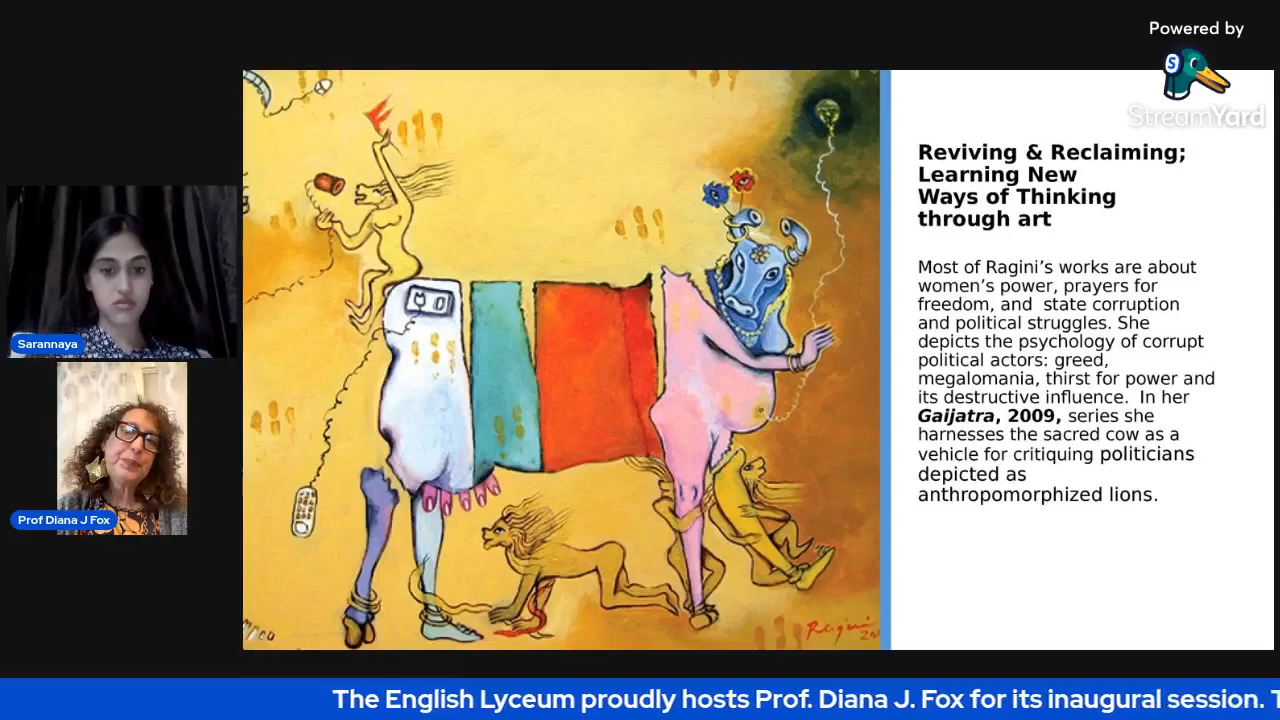 Powered by
S
StreamYard
Reviving & Reclaiming;
Learning New
Ways of Thinking
through art
Most of Ragini’s works are about
women’s power, prayers for
freedom, and state corruption
and political struggles. She
depicts the psychology of corrupt
political actors: greed,
megalomania, thirst for power and
its destructive influence. In her
Gaijatra, 2009, series she
harnesses the sacred cow as a
vehicle for critiquing politicians
depicted as
anthropomorphized lions.
Sarannaya
Prof Diana J Fox
Ragini
The English Lyceum proudly hosts Prof. Diana J. Fox for its inaugural session. T